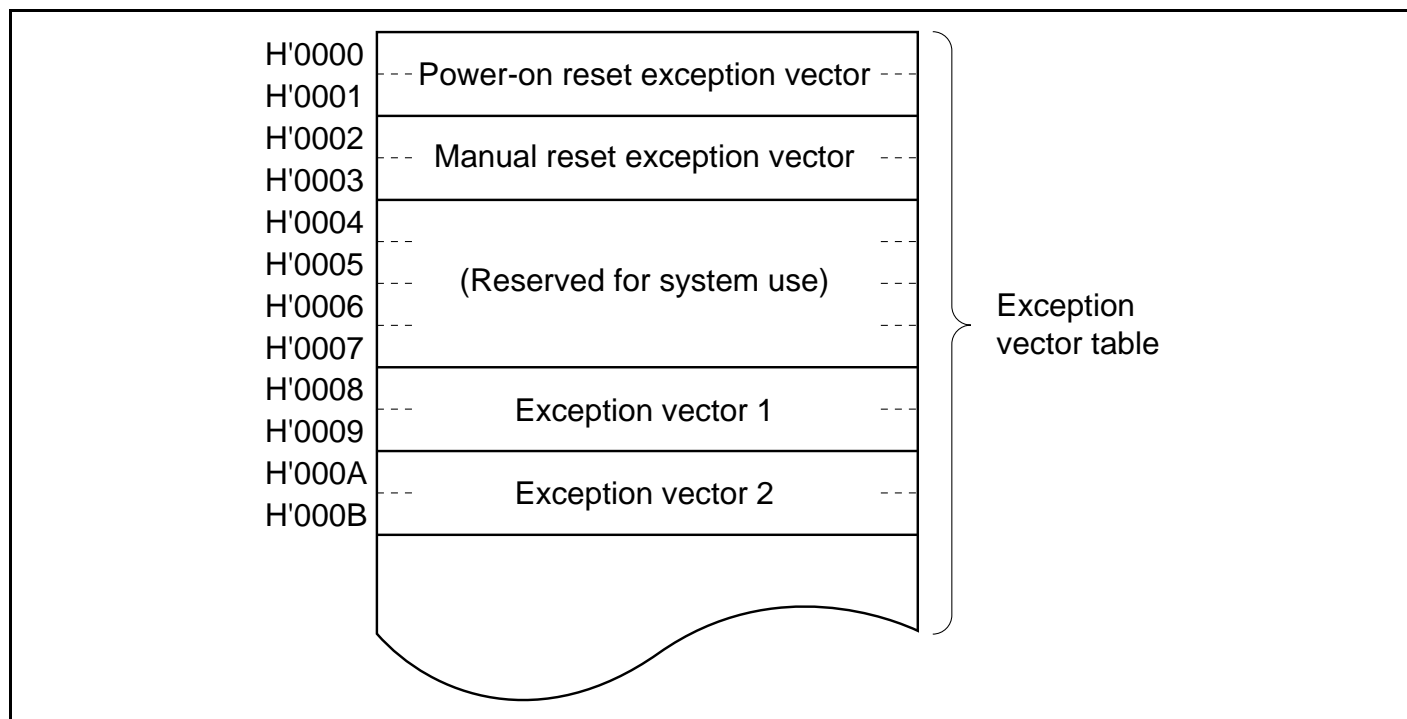 H'0000
Power-on reset exception vector
H'0001
H'0002
Manual reset exception vector
H'0003
H'0004
H'0005
(Reserved for system use)
H'0006
H'0007
H'0008
Exception vector 1
H'0009
H'000A
Exception vector 2
H'000B
Exception
vector table